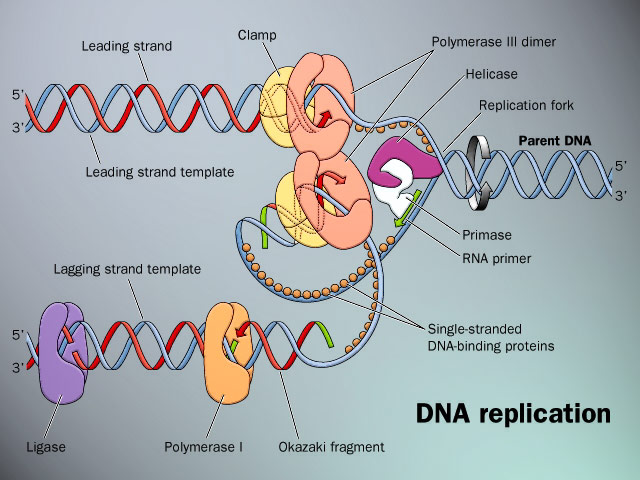 Leading strand
Clamp
Polymerase III dimer
Helicase
Replication fork
Parent DNA
5'
3'
5'
3'
Leading strand template
Primase
RNA primer
Lagging strand template
Single-stranded
DNA-binding proteins
5'
3'
DNA replication
Ligase
Polymerase I
Okazaki fragment